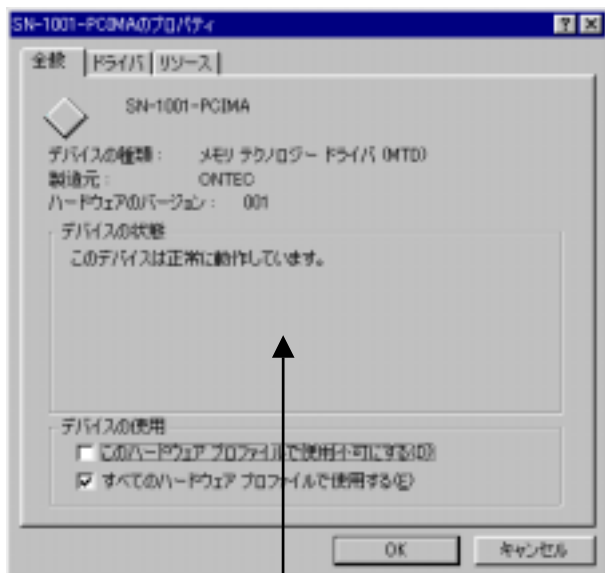 SN-1001-PCIMAのプロパティ
全般 ドライバ リソース
SN-1001-PCIMA
デバイスの種類： メモリ テクノロジー ドライバ (MTD)
製造元： ONTEC
ハードウェアのバージョン： 001
デバイスの状態
このデバイスは正常に動作しています。
デバイスの使用
このハードウェア プロファイルで使用不可にする(D)
すべてのハードウェア プロファイルで使用する(E)
OK キャンセル